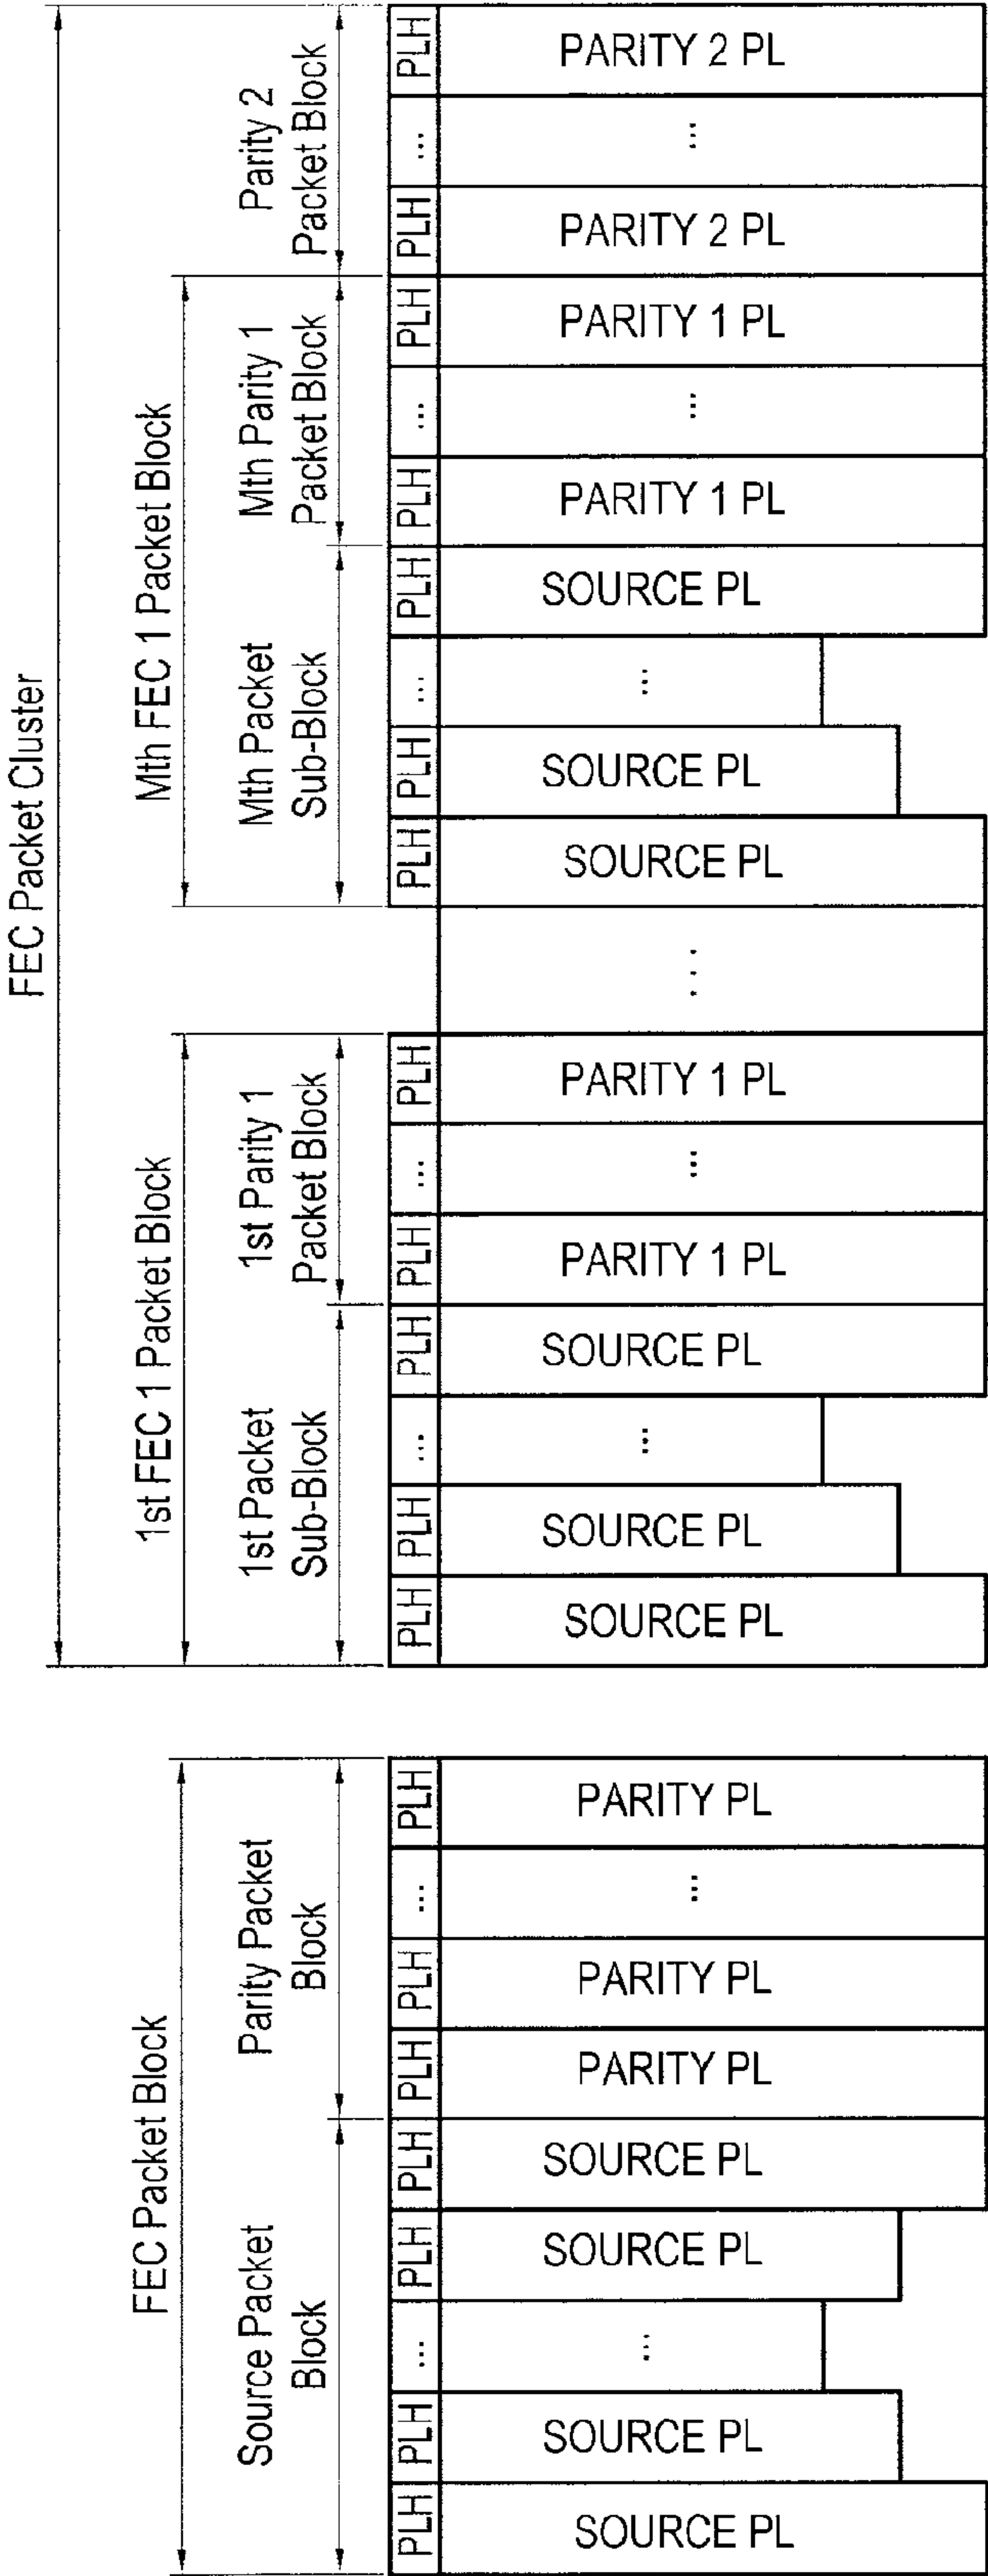 FEC Packet Block
Source Packet
Block
Parity Packet
Block
PLH PLH ... PLH PLH PLH PLH ... PLH
SOURCE PL
SOURCE PL
...
SOURCE PL
SOURCE PL
PARITY PL
PARITY PL
...
PARITY PL
FEC Packet Cluster
1st FEC 1 Packet Block
Mth FEC 1 Packet Block
1st Packet
Sub-Block
1st Parity 1
Packet Block
Mth Packet
Sub-Block
Mth Parity 1
Packet Block
Parity 2
Packet Block
PLH PLH ... PLH PLH ... PLH
PLH PLH ... PLH PLH ... PLH PLH ... PLH
SOURCE PL
SOURCE PL
...
SOURCE PL
PARITY 1 PL
...
PARITY 1 PL
...
SOURCE PL
SOURCE PL
...
SOURCE PL
PARITY 1 PL
...
PARITY 1 PL
PARITY 2 PL
...
PARITY 2 PL